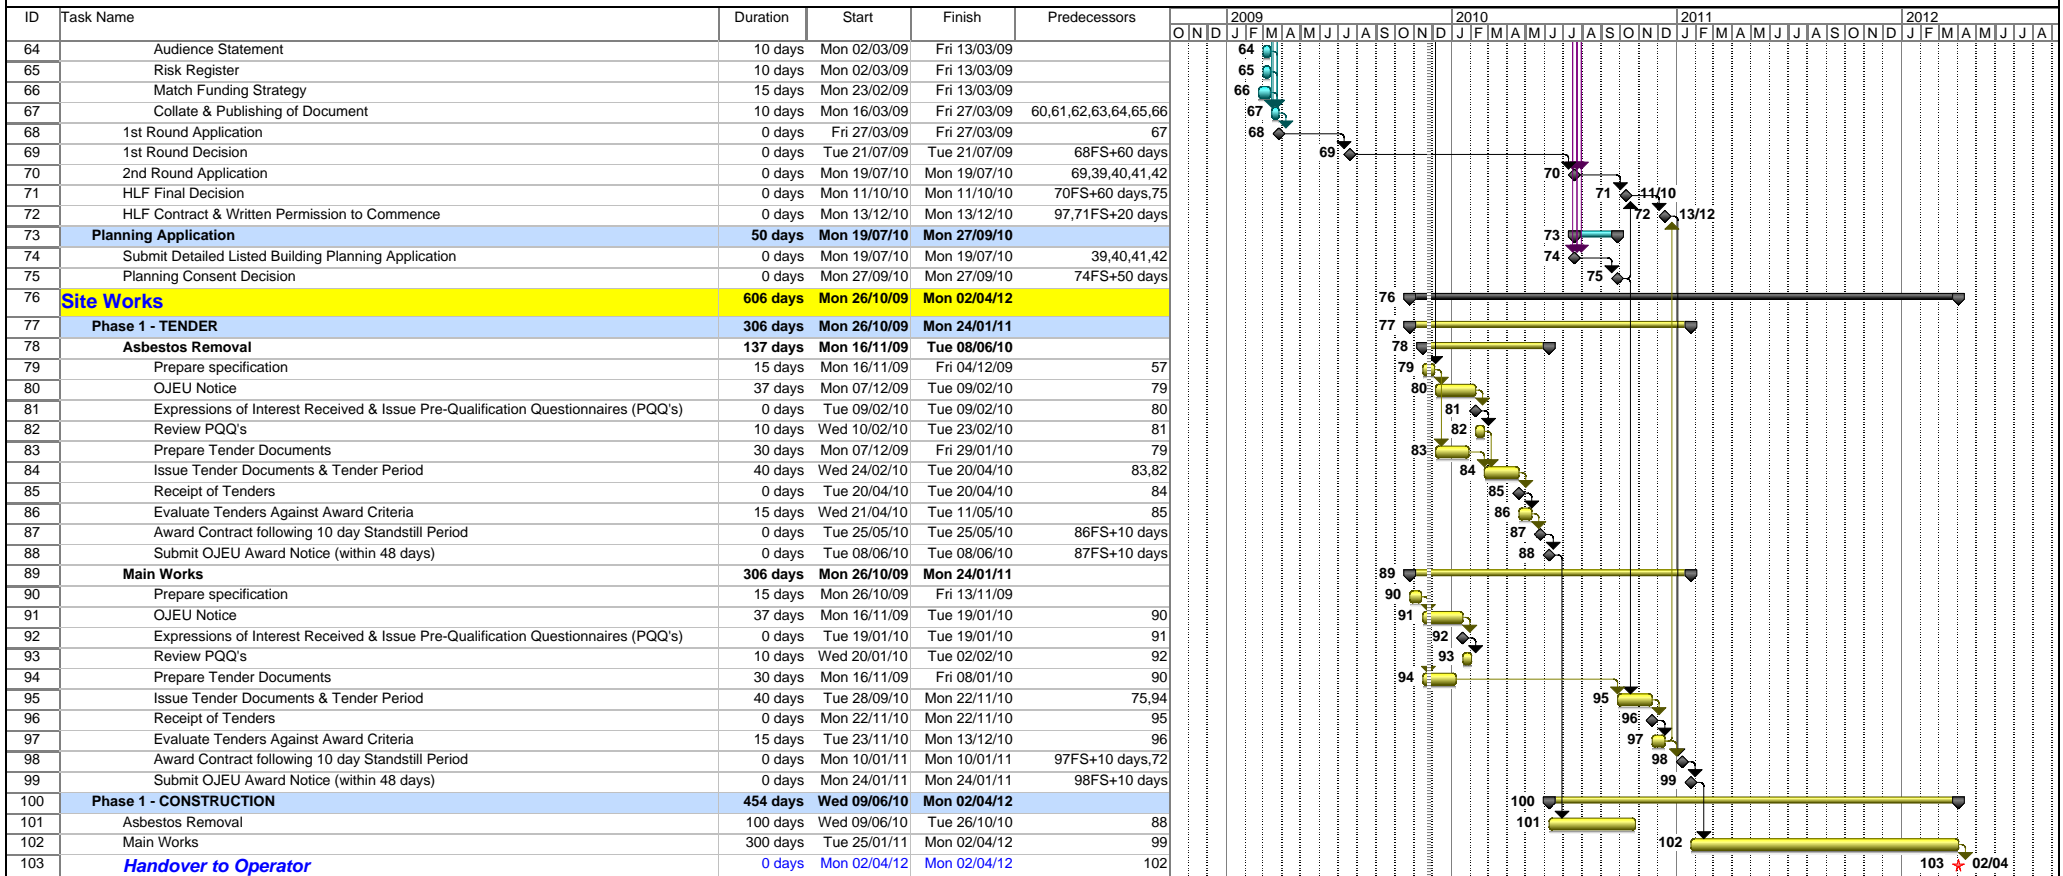 ID Task Name Duration Start Finish Predecessors 2009 2010 2011 2012
O N D J F M A M J J A S O N D J F M A M J J A S O N D J F M A M J J A S O N D J F M A M J J A
64 Audience Statement 10 days Mon 02/03/09 Fri 13/03/09 64
65 Risk Register 10 days Mon 02/03/09 Fri 13/03/09 65
66 Match Funding Strategy 15 days Mon 23/02/09 Fri 13/03/09 66
67 Collate & Publishing of Document 10 days Mon 16/03/09 Fri 27/03/09 60,61,62,63,64,65,66 67
68 1st Round Application 0 days Fri 27/03/09 Fri 27/03/09 67 68
69 1st Round Decision 0 days Tue 21/07/09 Tue 21/07/09 68FS+60 days 69
70 2nd Round Application 0 days Mon 19/07/10 Mon 19/07/10 69,39,40,41,42 70
71 HLF Final Decision 0 days Mon 11/10/10 Mon 11/10/10 70FS+60 days,75 71 11/10
72 HLF Contract & Written Permission to Commence 0 days Mon 13/12/10 Mon 13/12/10 97,71FS+20 days 72 13/12
73 Planning Application 50 days Mon 19/07/10 Mon 27/09/10 73
74 Submit Detailed Listed Building Planning Application 0 days Mon 19/07/10 Mon 19/07/10 39,40,41,42 74
75 Planning Consent Decision 0 days Mon 27/09/10 Mon 27/09/10 74FS+50 days 75
76 Site Works 606 days Mon 26/10/09 Mon 02/04/12 76
77 Phase 1 - TENDER 306 days Mon 26/10/09 Mon 24/01/11 77
78 Asbestos Removal 137 days Mon 16/11/09 Tue 08/06/10 78
79 Prepare specification 15 days Mon 16/11/09 Fri 04/12/09 57 79
80 OJEU Notice 37 days Mon 07/12/09 Tue 09/02/10 79 80
81 Expressions of Interest Received & Issue Pre-Qualification Questionnaires (PQQ's) 0 days Tue 09/02/10 Tue 09/02/10 80 81
82 Review PQQ's 10 days Wed 10/02/10 Tue 23/02/10 81 82
83 Prepare Tender Documents 30 days Mon 07/12/09 Fri 29/01/10 79 83
84 Issue Tender Documents & Tender Period 40 days Wed 24/02/10 Tue 20/04/10 83,82 84
85 Receipt of Tenders 0 days Tue 20/04/10 Tue 20/04/10 84 85
86 Evaluate Tenders Against Award Criteria 15 days Wed 21/04/10 Tue 11/05/10 85 86
87 Award Contract following 10 day Standstill Period 0 days Tue 25/05/10 Tue 25/05/10 86FS+10 days 87
88 Submit OJEU Award Notice (within 48 days) 0 days Tue 08/06/10 Tue 08/06/10 87FS+10 days 88
89 Main Works 306 days Mon 26/10/09 Mon 24/01/11 89
90 Prepare specification 15 days Mon 26/10/09 Fri 13/11/09 90
91 OJEU Notice 37 days Mon 16/11/09 Tue 19/01/10 90 91
92 Expressions of Interest Received & Issue Pre-Qualification Questionnaires (PQQ's) 0 days Tue 19/01/10 Tue 19/01/10 91 92
93 Review PQQ's 10 days Wed 20/01/10 Tue 02/02/10 92 93
94 Prepare Tender Documents 30 days Mon 16/11/09 Fri 08/01/10 90 94
95 Issue Tender Documents & Tender Period 40 days Tue 28/09/10 Mon 22/11/10 75,94 95
96 Receipt of Tenders 0 days Mon 22/11/10 Mon 22/11/10 95 96
97 Evaluate Tenders Against Award Criteria 15 days Tue 23/11/10 Mon 13/12/10 96 97
98 Award Contract following 10 day Standstill Period 0 days Mon 10/01/11 Mon 10/01/11 97FS+10 days,72 98
99 Submit OJEU Award Notice (within 48 days) 0 days Mon 24/01/11 Mon 24/01/11 98FS+10 days 99
100 Phase 1 - CONSTRUCTION 454 days Wed 09/06/10 Mon 02/04/12 100
101 Asbestos Removal 100 days Wed 09/06/10 Tue 26/10/10 88 101
102 Main Works 300 days Tue 25/01/11 Mon 02/04/12 99 102
103 Handover to Operator 0 days Mon 02/04/12 Mon 02/04/12 102 103 02/04